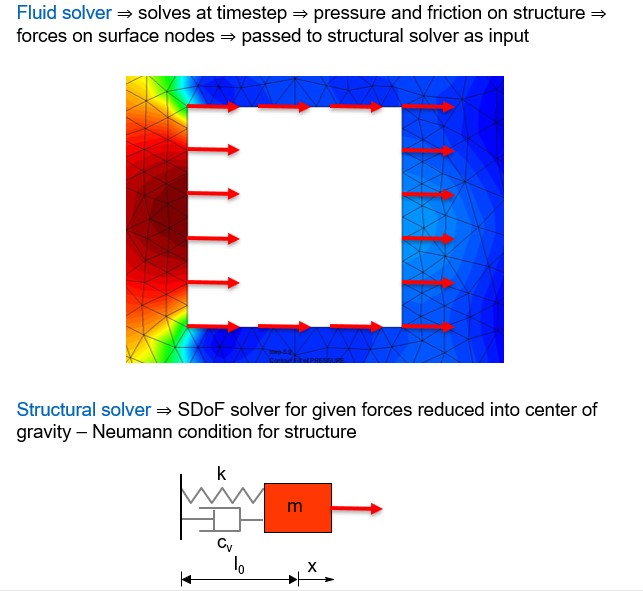 Fluid solver ⇒ solves at timestep ⇒ pressure and friction on structure ⇒
forces on surface nodes ⇒ passed to structural solver as input
Structural solver ⇒ SDoF solver for given forces reduced into center of
gravity – Neumann condition for structure
k
m
cᵥ
l₀
x